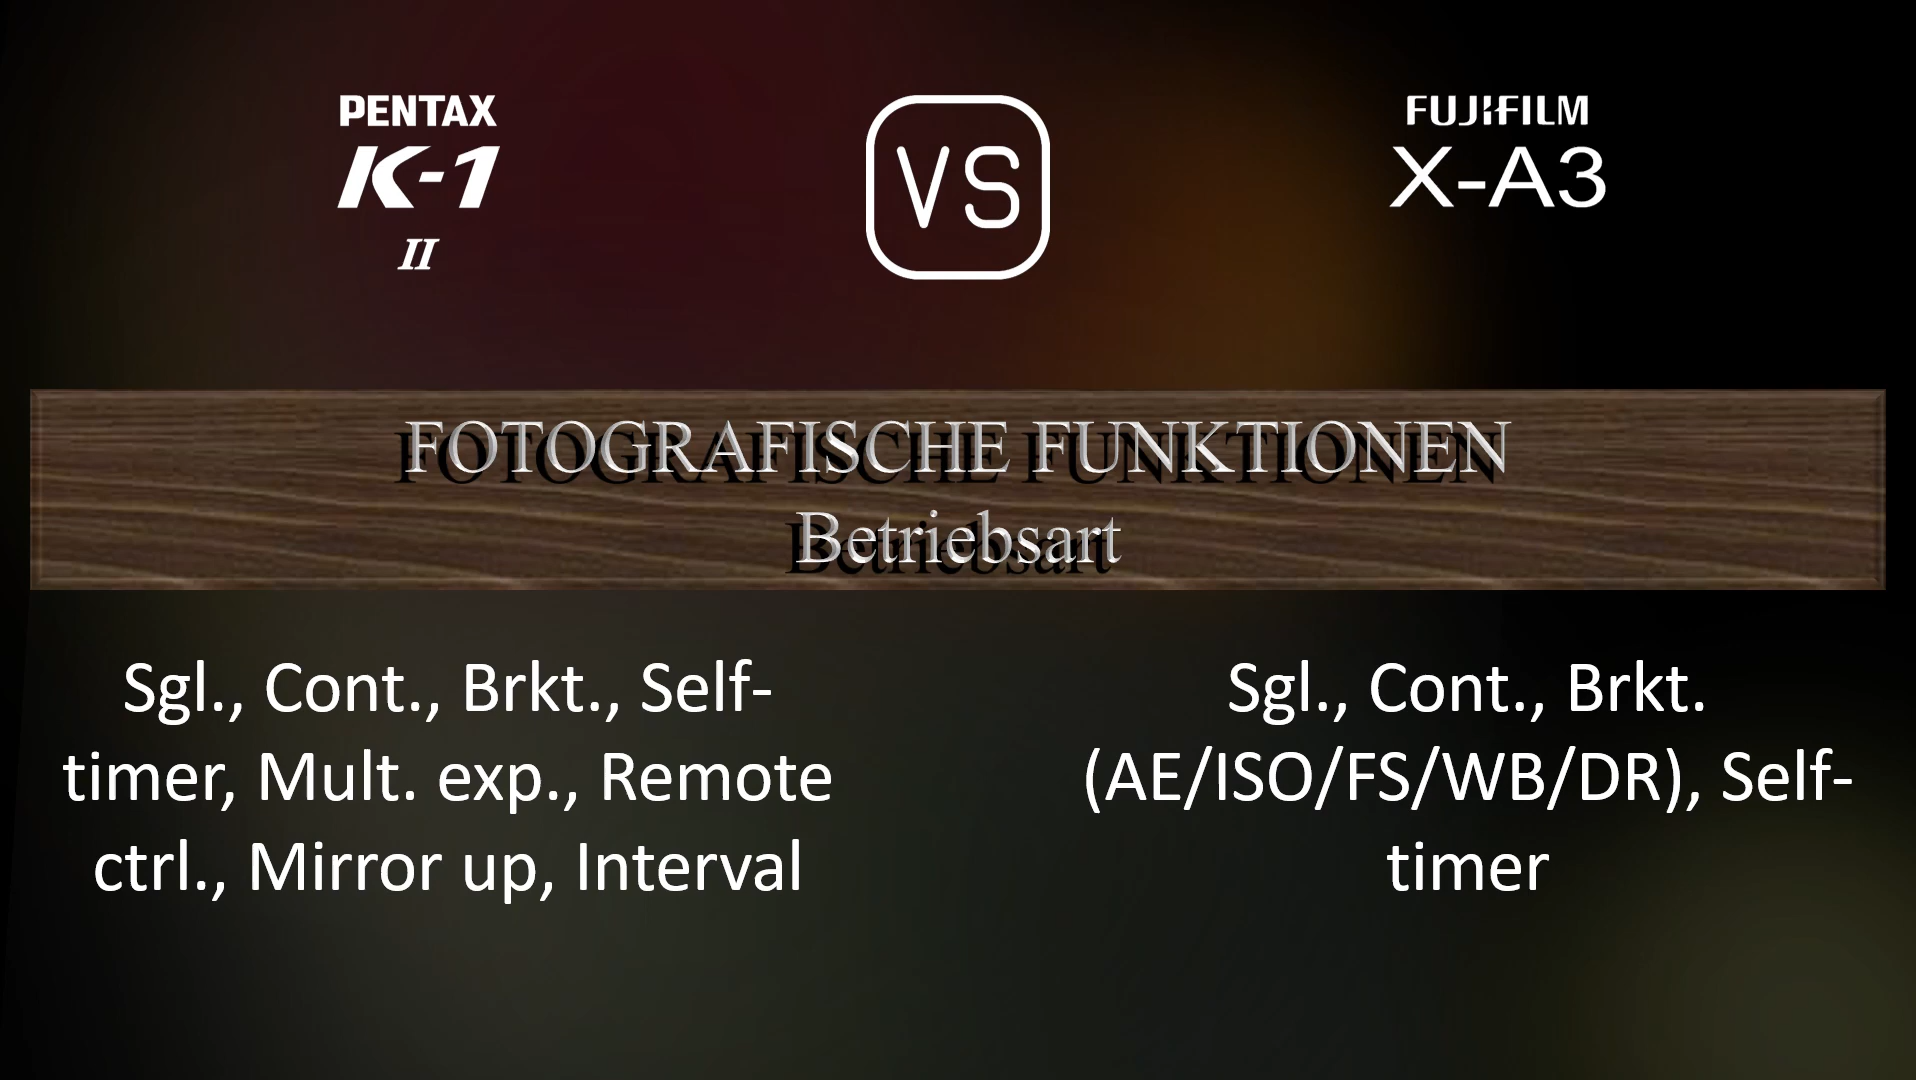 PENTAX
K-1
II
VS
FUJIFILM
X-A3
FOTOGRAFISCHE FUNKTIONEN
Betriebsart
Sgl., Cont., Brkt., Self-
timer, Mult. exp., Remote
ctrl., Mirror up, Interval
Sgl., Cont., Brkt.
(AE/ISO/FS/WB/DR), Self-
timer